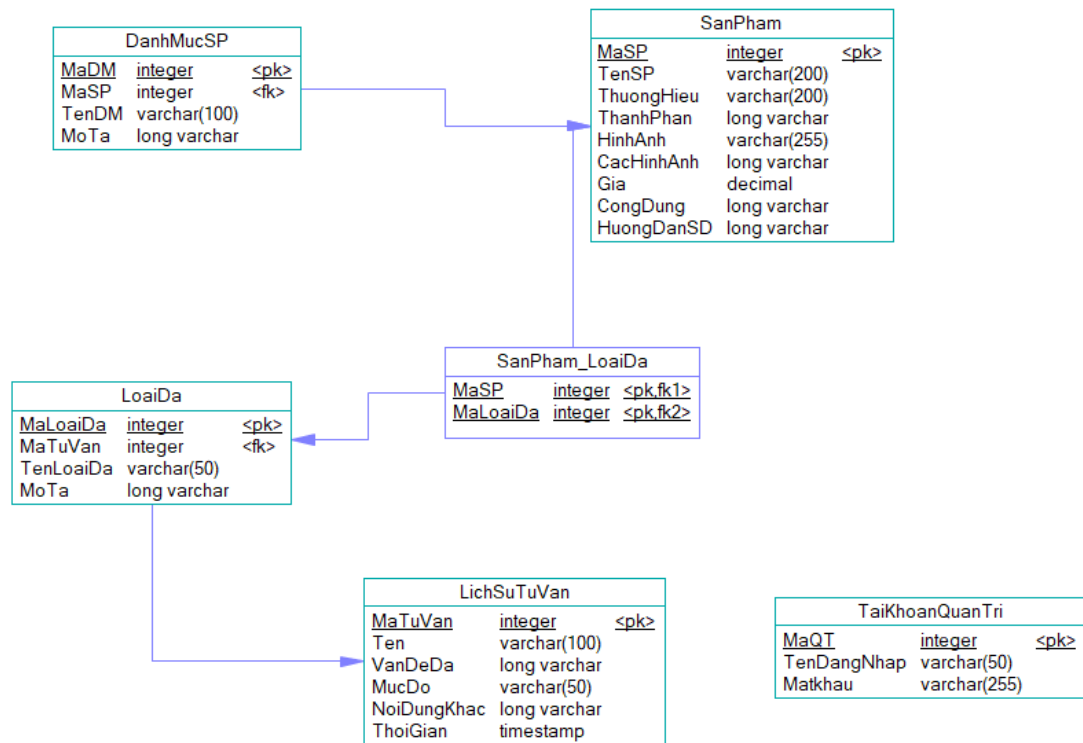 DanhMucSP
MaDM integer <pk>
MaSP integer <fk>
TenDM varchar(100)
MoTa long varchar
SanPham
MaSP integer <pk>
TenSP varchar(200)
ThuongHieu varchar(200)
ThanhPhan long varchar
HinhAnh varchar(255)
CacHinhAnh long varchar
Gia decimal
CongDung long varchar
HuongDanSD long varchar
SanPham_LoaiDa
MaSP integer <pk,fk1>
MaLoaiDa integer <pk,fk2>
LoaiDa
MaLoaiDa integer <pk>
MaTuVan integer <fk>
TenLoaiDa varchar(50)
MoTa long varchar
LichSuTuVan
MaTuVan integer <pk>
Ten varchar(100)
VanDeDa long varchar
MucDo varchar(50)
NoiDungKhac long varchar
ThoiGian timestamp
TaiKhoanQuanTri
MaQT integer <pk>
TenDangNhap varchar(50)
Matkhau varchar(255)